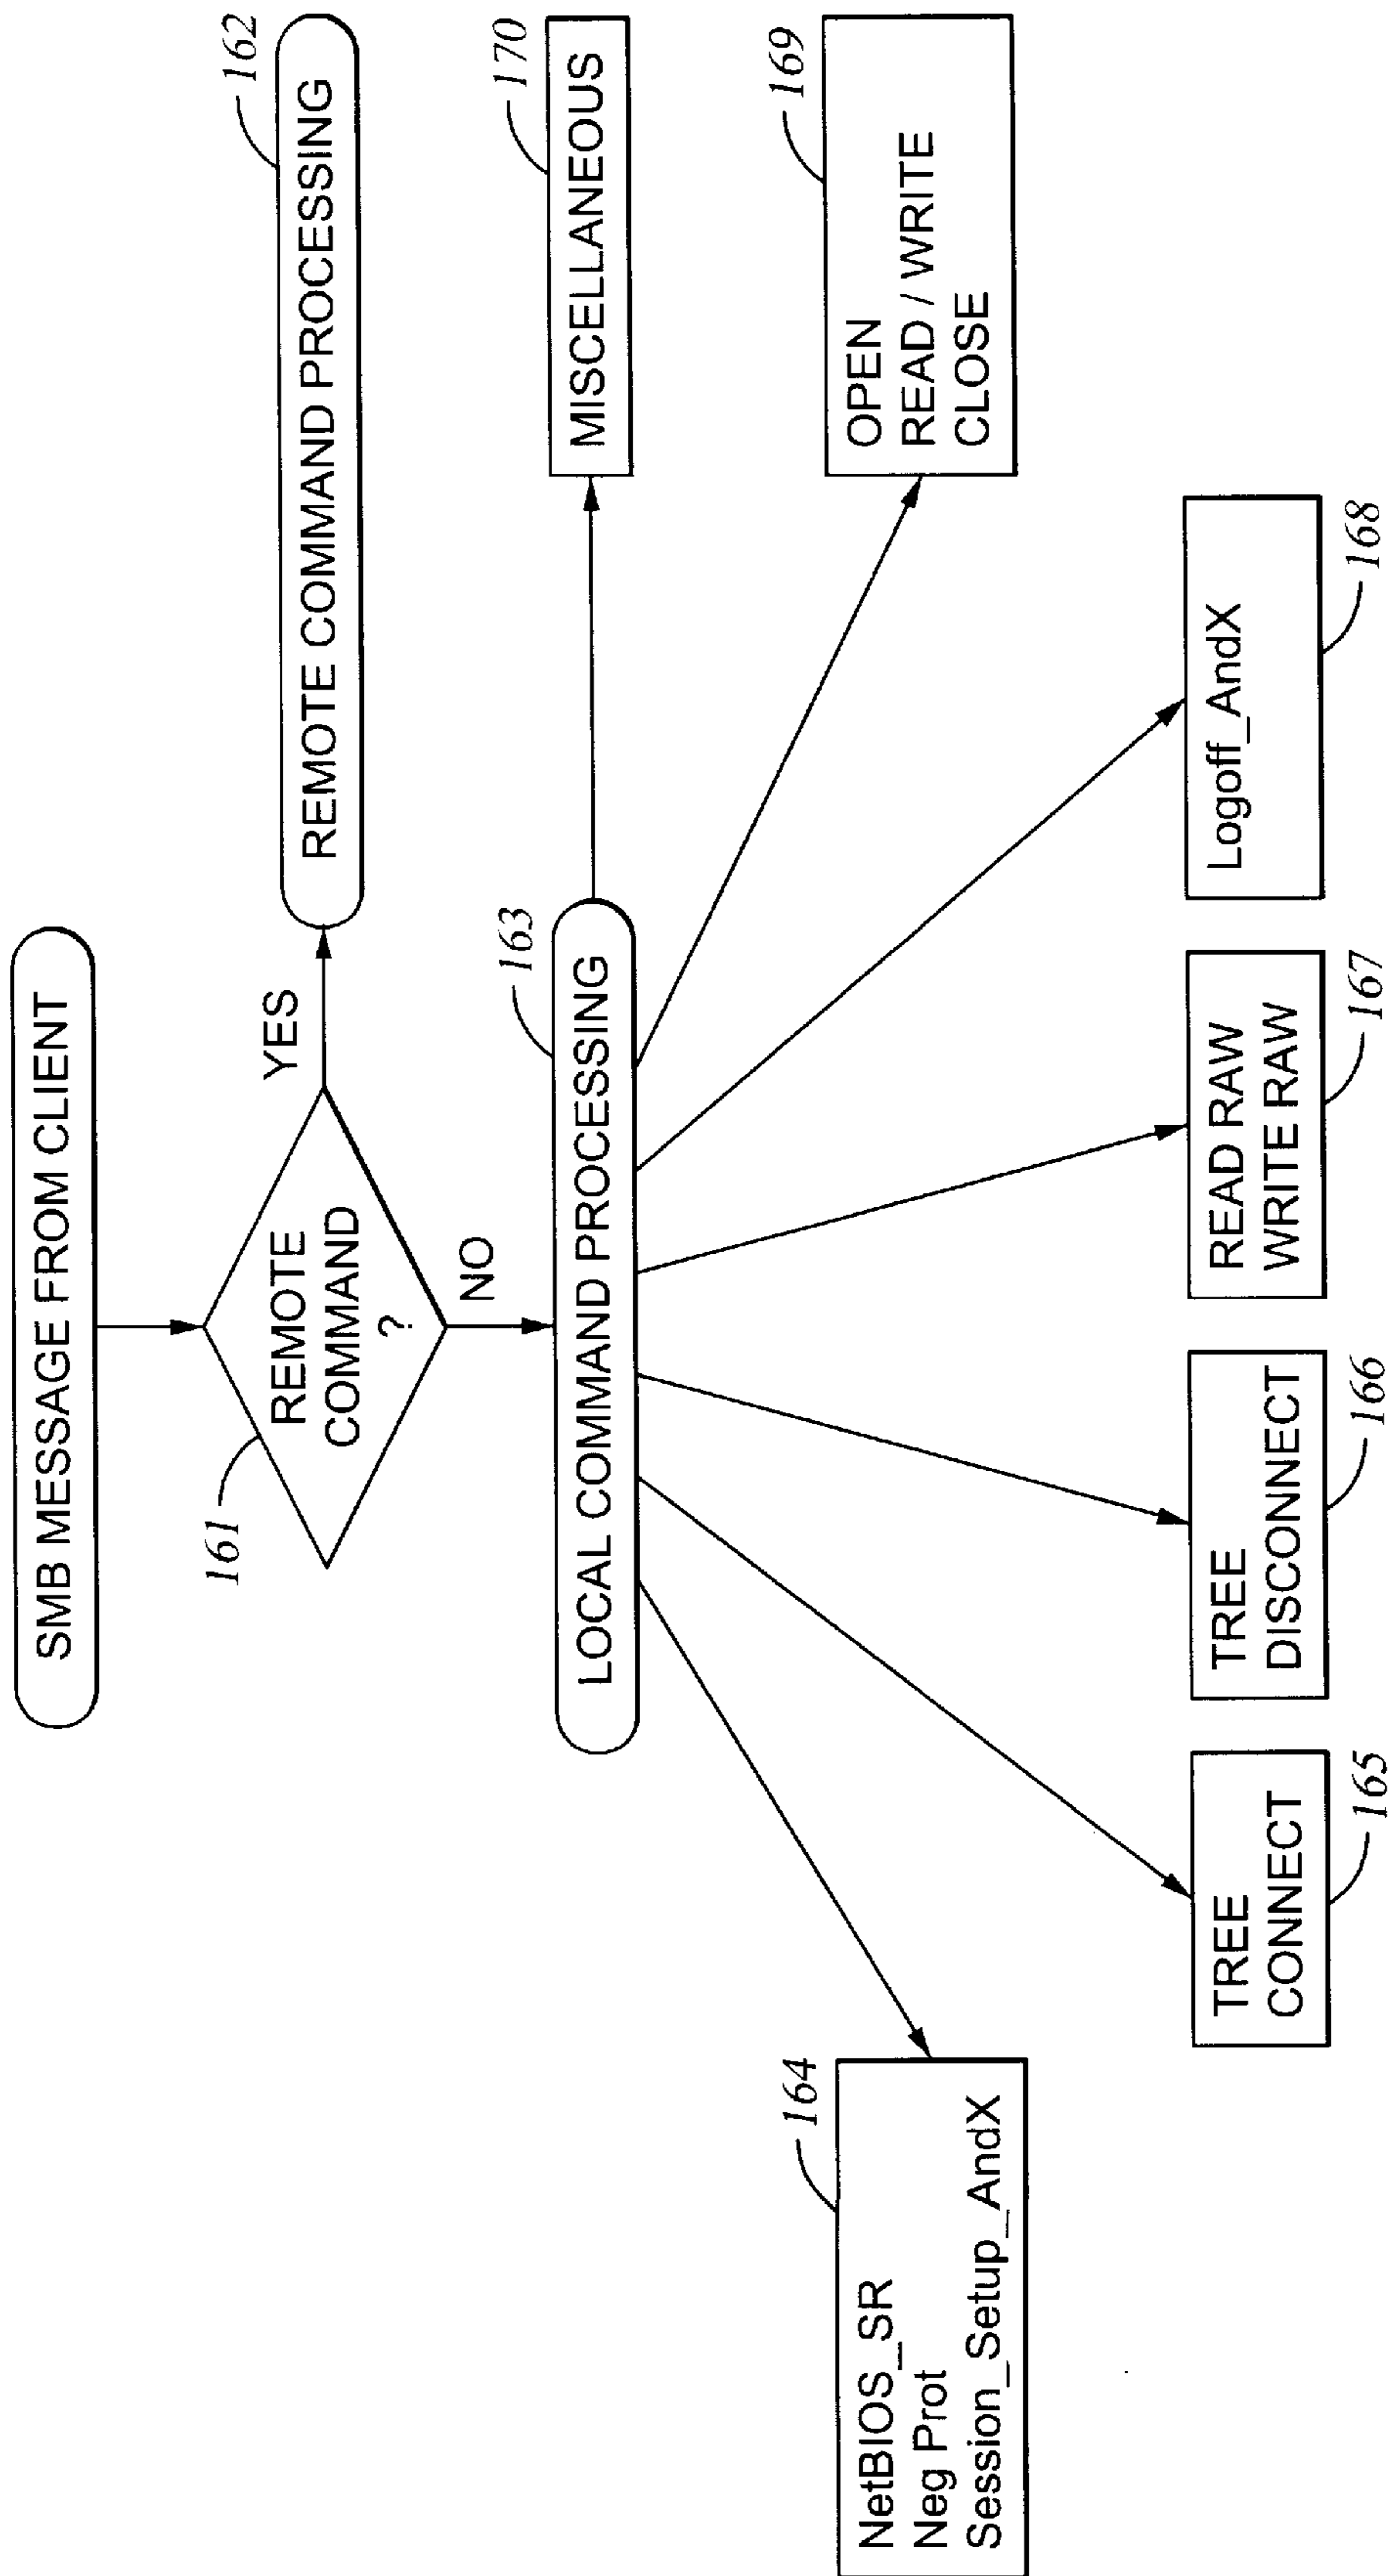 SMB MESSAGE FROM CLIENT
161
REMOTE
COMMAND
?
YES
162
REMOTE COMMAND PROCESSING
NO
163
LOCAL COMMAND PROCESSING
170
MISCELLANEOUS
164
NetBIOS_SR
Neg Prot
Session_Setup_AndX
169
OPEN
READ / WRITE
CLOSE
TREE
CONNECT
165
TREE
DISCONNECT
166
READ RAW
WRITE RAW
167
Logoff_AndX
168